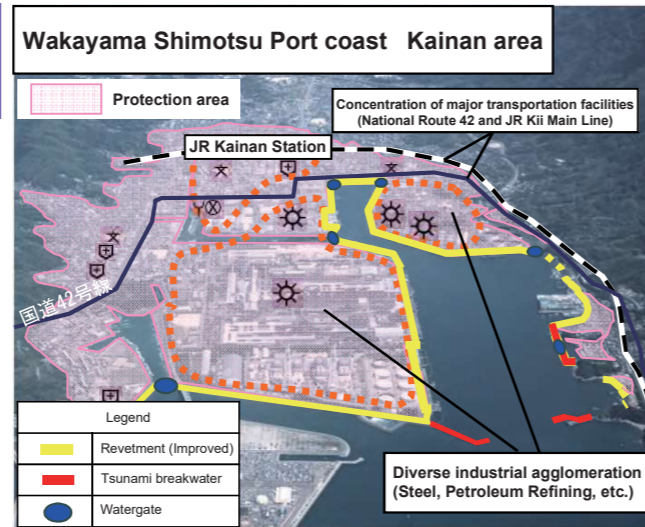 Wakayama Shimotsu Port coast Kainan area
Protection area
Concentration of major transportation facilities
(National Route 42 and JR Kii Main Line)
JR Kainan Station
国道42号線
Legend
Revetment (Improved)
Tsunami breakwater
Watergate
Diverse industrial agglomeration
(Steel, Petroleum Refining, etc.)